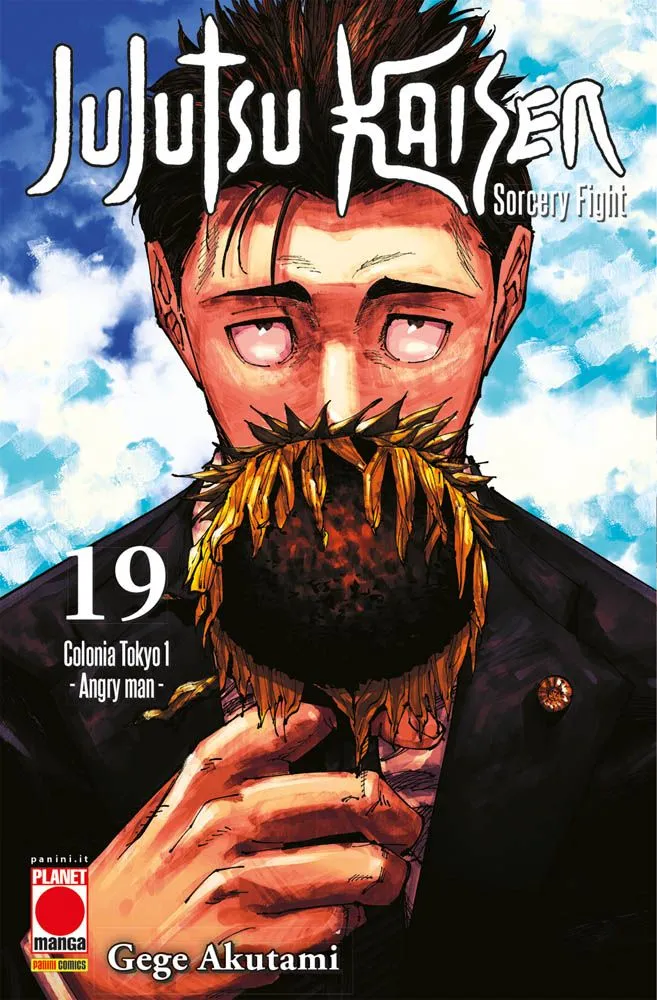 JUJUTSU KAISEN
Sorcery Fight
19
Colonia Tokyo 1
- Angry man -
panini.it
PLANET
manga
PANINI COMICS
Gege Akutami